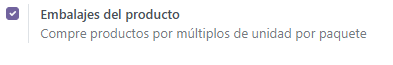 Embalajes del producto
Compre productos por múltiplos de unidad por paquete